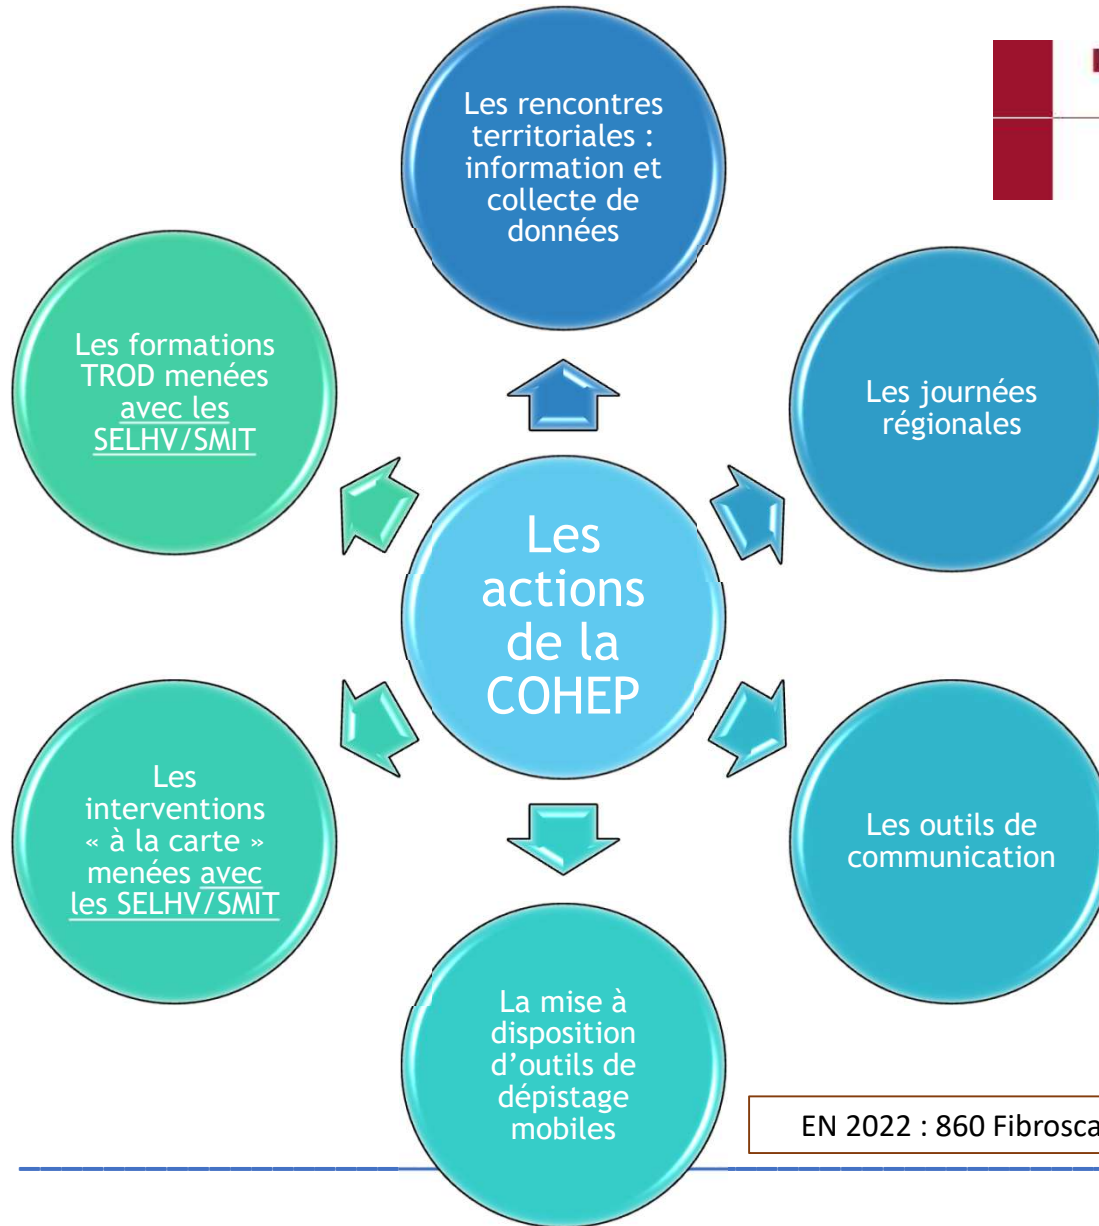 Les rencontres
territoriales :
information et
collecte de
données
Les journées
régionales
Les outils de
communication
La mise à
disposition
d’outils de
dépistage
mobiles
Les
interventions
« à la carte »
menées avec
les SELHV/SMIT
Les formations
TROD menées
avec les
SELHV/SMIT
Les
actions
de la
COHEP
EN 2022 : 860